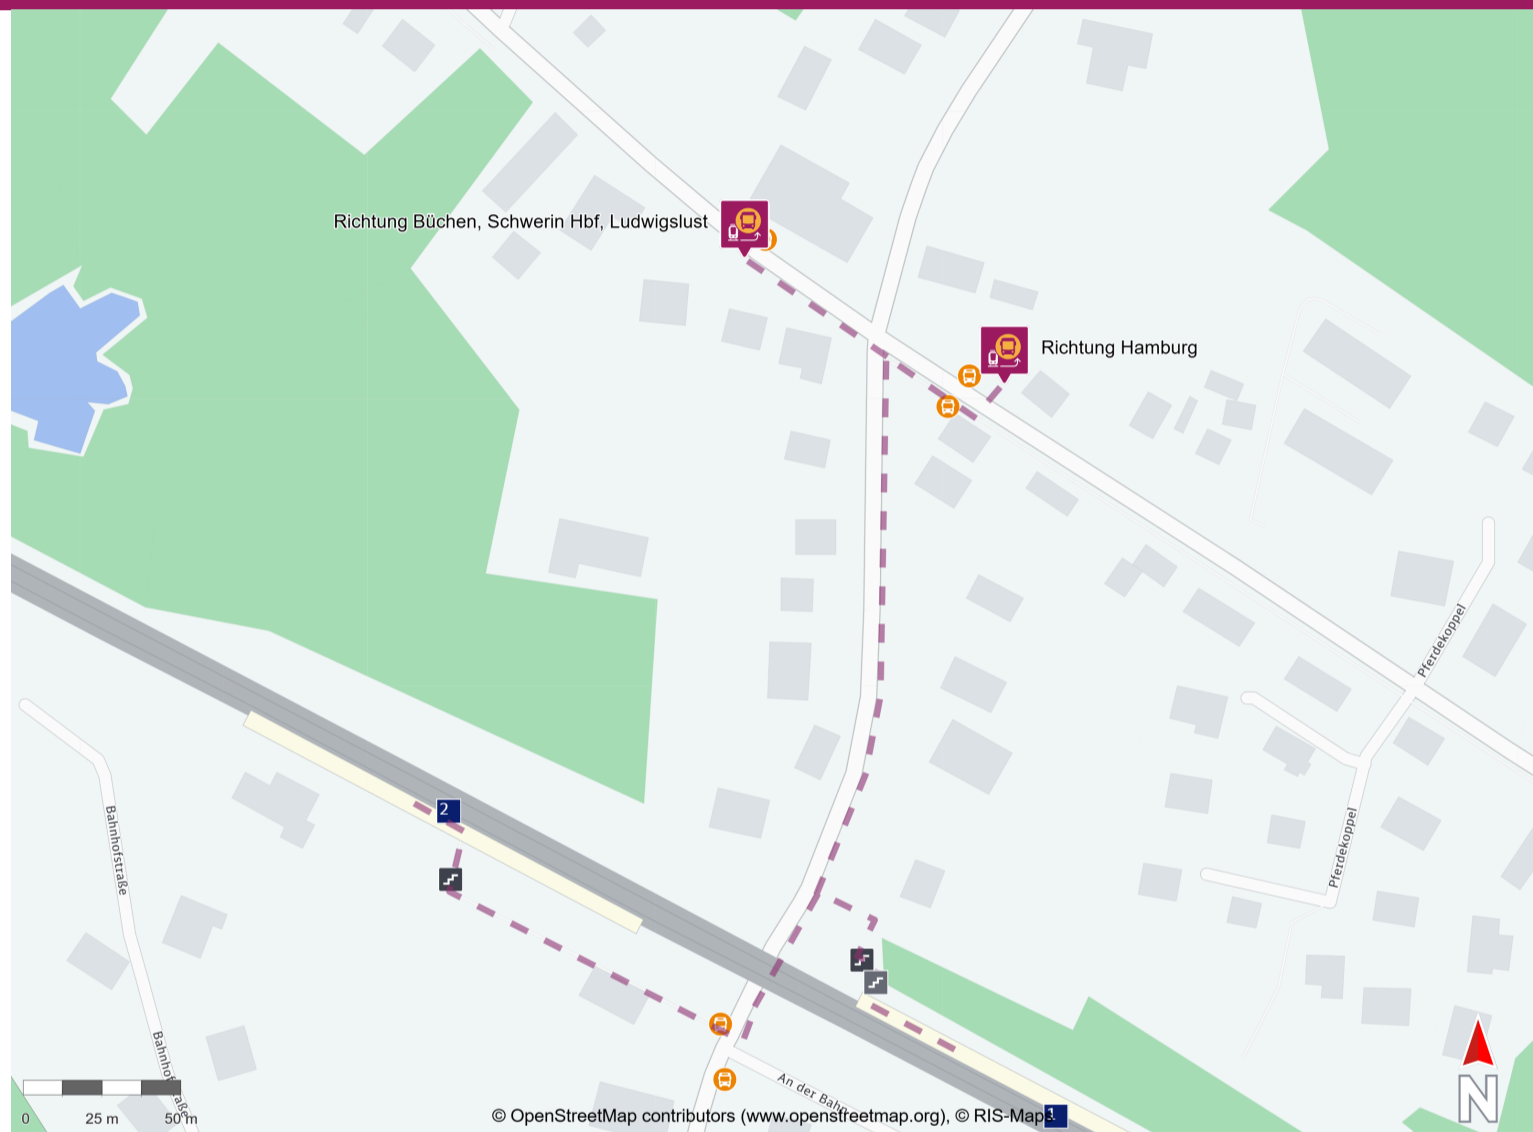 Richtung Büchen, Schwerin Hbf, Ludwigslust
Richtung Hamburg
Pferdekoppel
Pferdekoppel
2
Bahnhofstraße
Bahnhofstraße
An der Bahn
1
N
0 25 m 50 m
© OpenStreetMap contributors (www.openstreetmap.org), © RIS-Maps